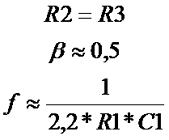 R2 = R3
β ≈ 0,5
f ≈ 1
2,2 * R1 * C1